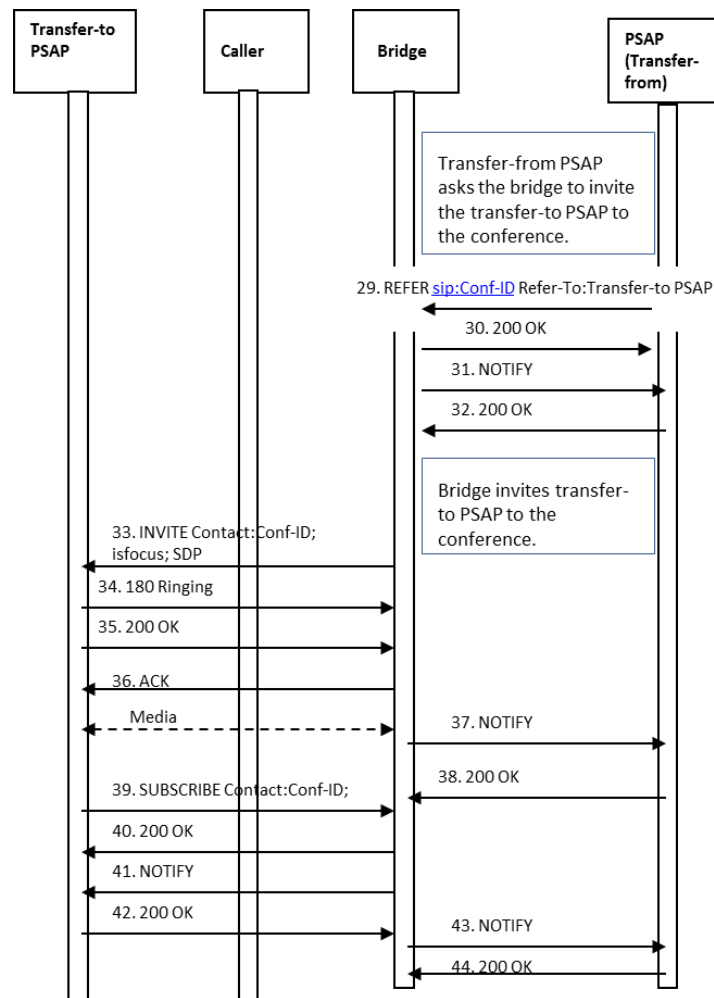 Transfer-to
PSAP
Caller
Bridge
PSAP
(Transfer-
from)
Transfer-from PSAP
asks the bridge to invite
the transfer-to PSAP to
the conference.
29. REFER sip:Conf-ID Refer-To:Transfer-to PSAP
30. 200 OK
31. NOTIFY
32. 200 OK
Bridge invites transfer-
to PSAP to the
conference.
33. INVITE Contact:Conf-ID;
isfocus; SDP
34. 180 Ringing
35. 200 OK
36. ACK
Media
37. NOTIFY
38. 200 OK
39. SUBSCRIBE Contact:Conf-ID;
40. 200 OK
41. NOTIFY
42. 200 OK
43. NOTIFY
44. 200 OK